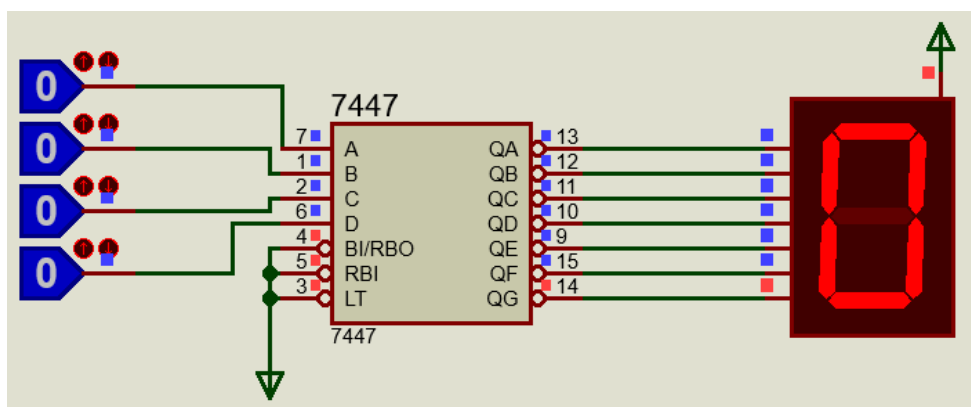 0
0
0
0
7447
7 A QA 13
1 B QB 12
2 C QC 11
6 D QD 10
4 BI/RBO QE 9
5 RBI QF 15
3 LT QG 14
7447
0